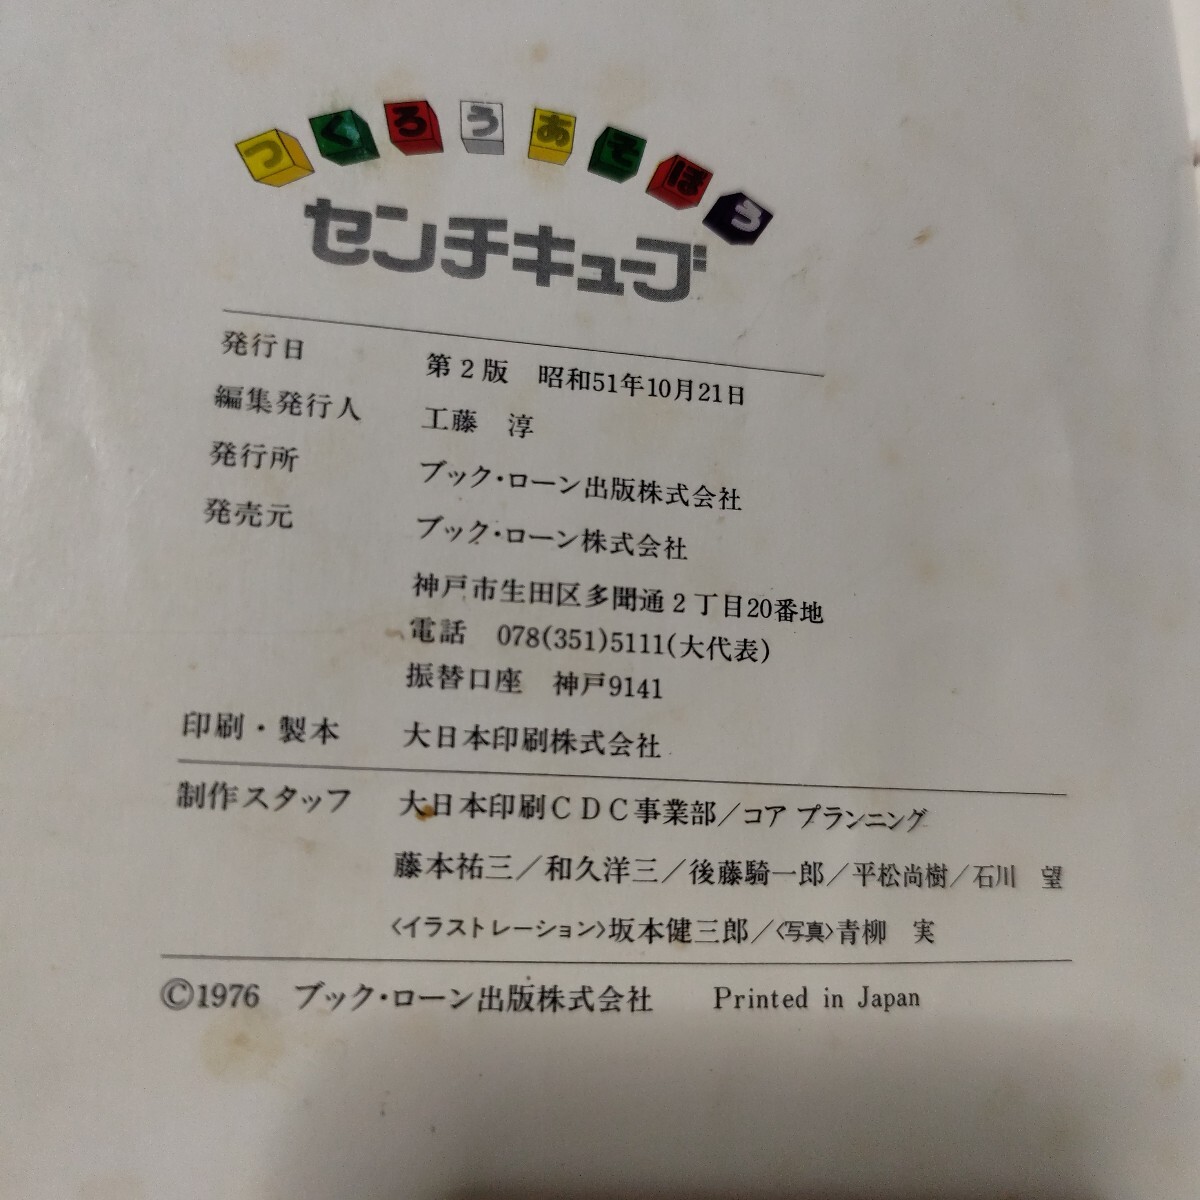 つくろうあそぼう
センチキューブ
発行日 第2版 昭和51年10月21日
編集発行人 工藤 淳
発行所 ブック・ローン出版株式会社
発売元 ブック・ローン株式会社
神戸市生田区多聞通2丁目20番地
電話 078(351)5111(大代表)
振替口座 神戸9141
印刷・製本 大日本印刷株式会社
制作スタッフ 大日本印刷CDC事業部/コア プランニング
藤本祐三/和久洋三/後藤騎一郎/平松尚樹/石川 望
〈イラストレーション〉坂本健三郎/〈写真〉青柳 実
©1976 ブック・ローン出版株式会社 Printed in Japan